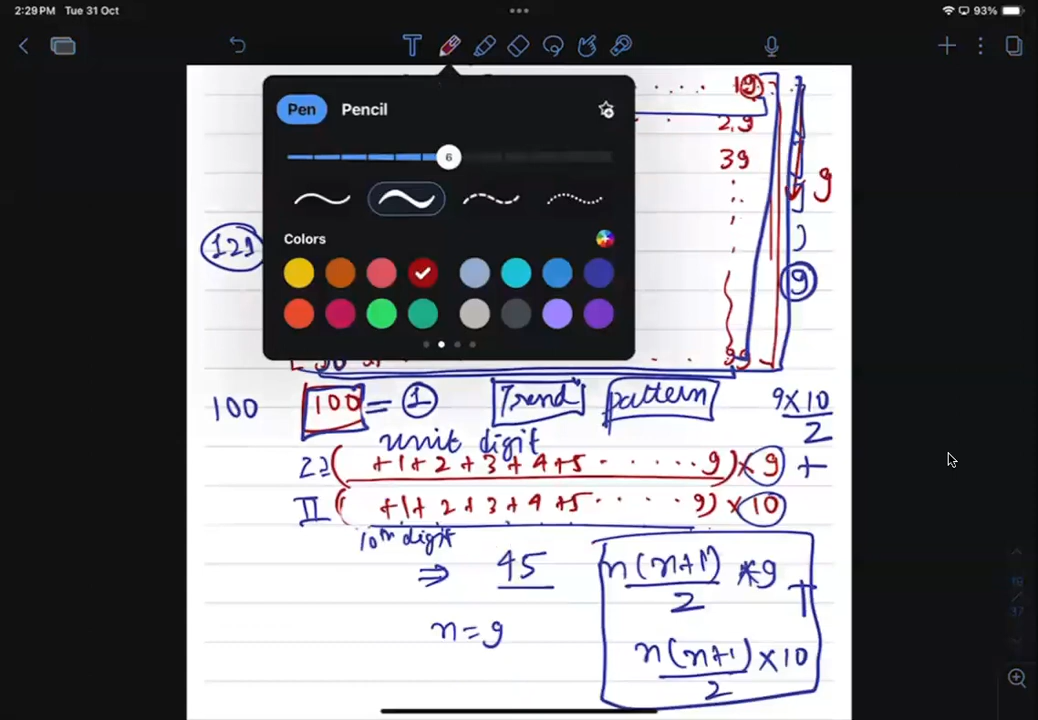 2:29 PM Tue 31 Oct
93%
T
Pen Pencil
6
Colors
19
2,9
39
9
121
9
99
100 100 = 1 Trend pattern 9×10/2
unit digit
(+1+2+3+4+5......9)×9+
II (+1+2+3+4+5.....9)×10
10th digit
⇒ 45
n(n+1)/2 *9 +
n=9
n(n+1)/2 ×10